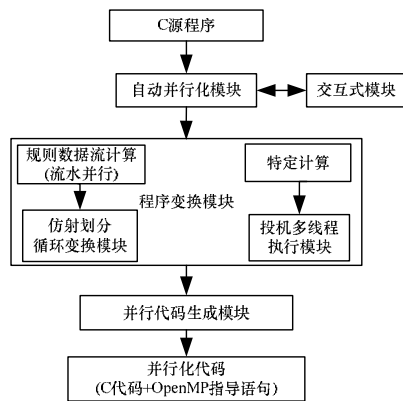 C源程序
自动并行化模块
交互式模块
规则数据流计算
(流水并行)
特定计算
程序变换模块
仿射划分
循环变换模块
投机多线程
执行模块
并行代码生成模块
并行化代码
(C代码+OpenMP指导语句)